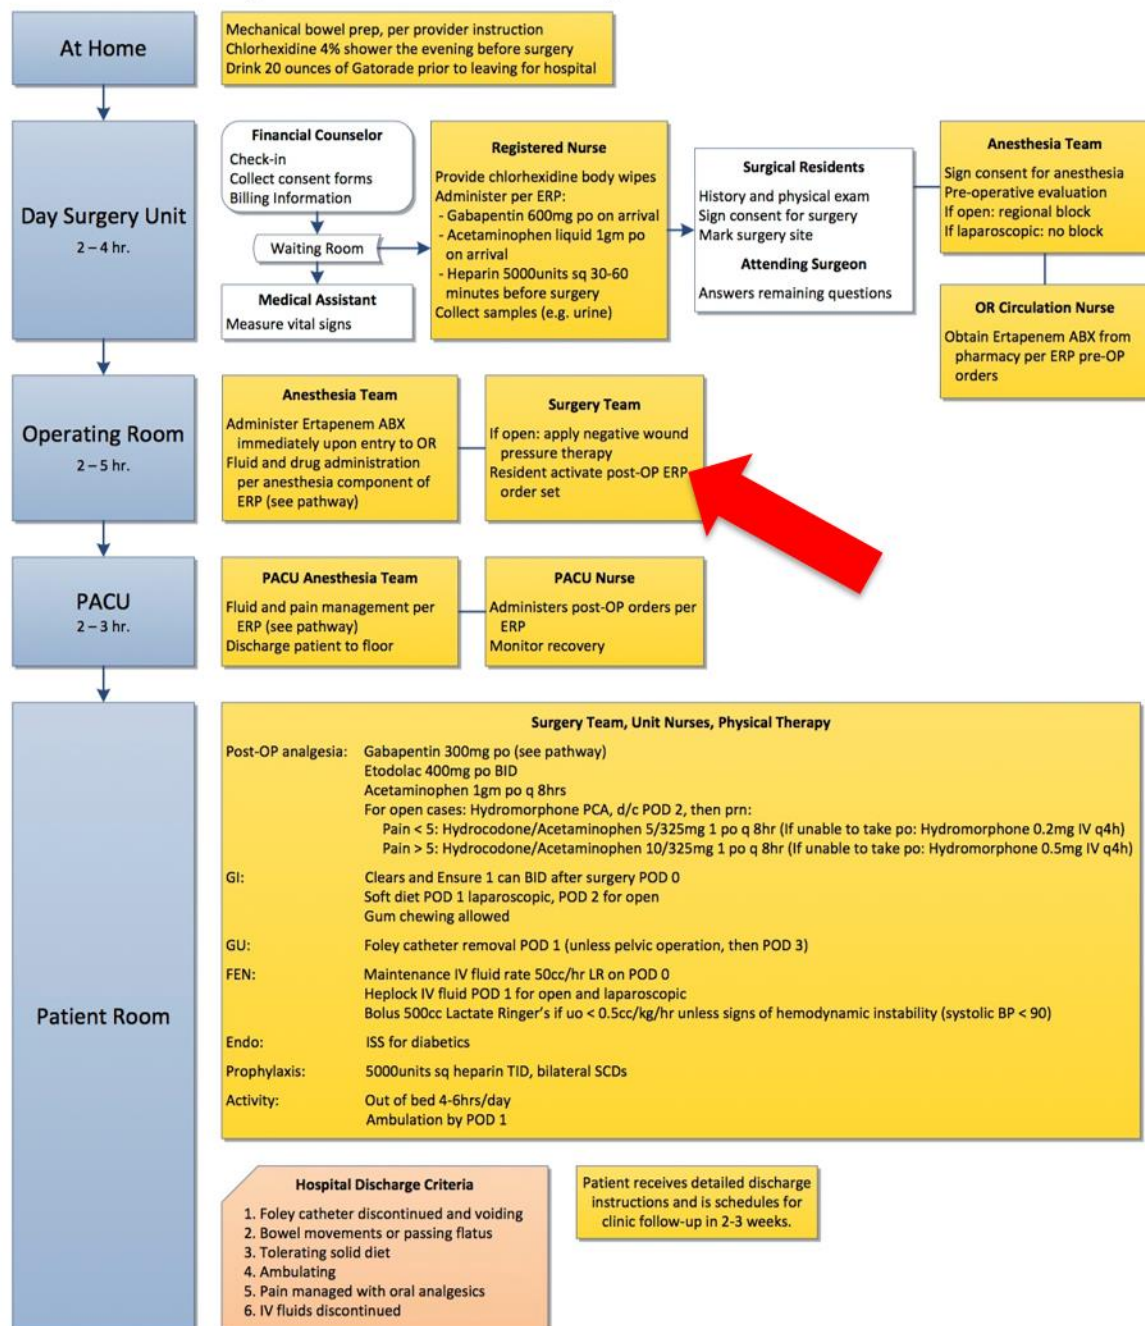 At Home
Mechanical bowel prep, per provider instruction
Chlorhexidine 4% shower the evening before surgery
Drink 20 ounces of Gatorade prior to leaving for hospital
Day Surgery Unit
2 – 4 hr.
Financial Counselor
Check-in
Collect consent forms
Billing Information
Waiting Room
Medical Assistant
Measure vital signs
Registered Nurse
Provide chlorhexidine body wipes
Administer per ERP:
- Gabapentin 600mg po on arrival
- Acetaminophen liquid 1gm po
on arrival
- Heparin 5000units sq 30-60
minutes before surgery
Collect samples (e.g. urine)
Surgical Residents
History and physical exam
Sign consent for surgery
Mark surgery site
Attending Surgeon
Answers remaining questions
Anesthesia Team
Sign consent for anesthesia
Pre-operative evaluation
If open: regional block
If laparoscopic: no block
OR Circulation Nurse
Obtain Ertapenem ABX from
pharmacy per ERP pre-OP
orders
Operating Room
2 – 5 hr.
Anesthesia Team
Administer Ertapenem ABX
immediately upon entry to OR
Fluid and drug administration
per anesthesia component of
ERP (see pathway)
Surgery Team
If open: apply negative wound
pressure therapy
Resident activate post-OP ERP
order set
PACU
2 – 3 hr.
PACU Anesthesia Team
Fluid and pain management per
ERP (see pathway)
Discharge patient to floor
PACU Nurse
Administers post-OP orders per
ERP
Monitor recovery
Patient Room
Surgery Team, Unit Nurses, Physical Therapy
Post-OP analgesia: Gabapentin 300mg po (see pathway)
Etodolac 400mg po BID
Acetaminophen 1gm po q 8hrs
For open cases: Hydromorphone PCA, d/c POD 2, then prn:
Pain < 5: Hydrocodone/Acetaminophen 5/325mg 1 po q 8hr (If unable to take po: Hydromorphone 0.2mg IV q4h)
Pain > 5: Hydrocodone/Acetaminophen 10/325mg 1 po q 8hr (If unable to take po: Hydromorphone 0.5mg IV q4h)
GI: Clears and Ensure 1 can BID after surgery POD 0
Soft diet POD 1 laparoscopic, POD 2 for open
Gum chewing allowed
GU: Foley catheter removal POD 1 (unless pelvic operation, then POD 3)
FEN: Maintenance IV fluid rate 50cc/hr LR on POD 0
Heplock IV fluid POD 1 for open and laparoscopic
Bolus 500cc Lactate Ringer's if uo < 0.5cc/kg/hr unless signs of hemodynamic instability (systolic BP < 90)
Endo: ISS for diabetics
Prophylaxis: 5000units sq heparin TID, bilateral SCDs
Activity: Out of bed 4-6hrs/day
Ambulation by POD 1
Hospital Discharge Criteria
1. Foley catheter discontinued and voiding
2. Bowel movements or passing flatus
3. Tolerating solid diet
4. Ambulating
5. Pain managed with oral analgesics
6. IV fluids discontinued
Patient receives detailed discharge
instructions and is schedules for
clinic follow-up in 2-3 weeks.